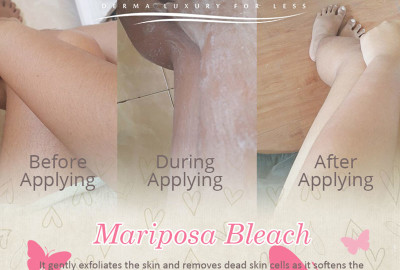 DERMA LUXURY FOR LESS
Before During After
Applying Applying Applying
Mariposa Bleach
It gently exfoliates the skin and removes dead skin cells as it softens the